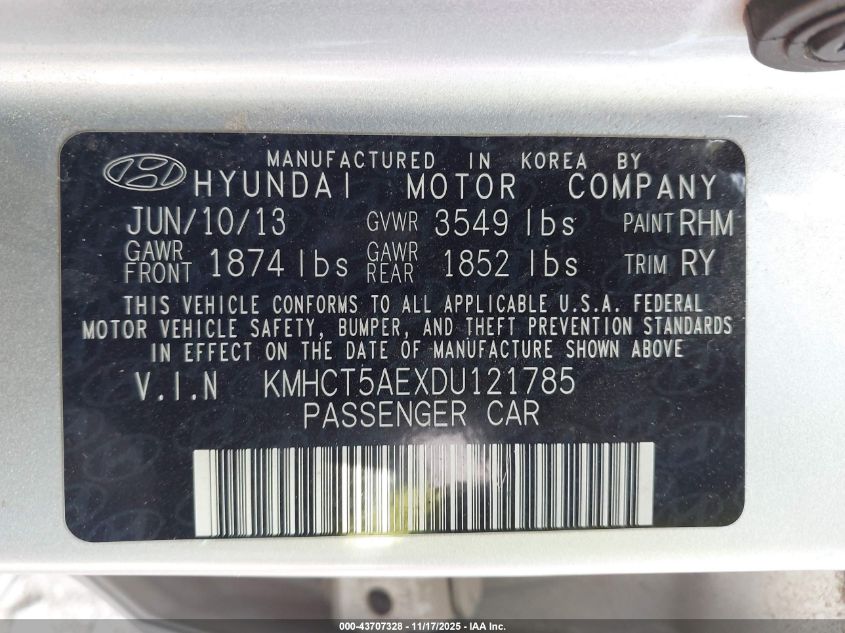 MANUFACTURED IN KOREA BY
HYUNDAI MOTOR COMPANY
JUN/10/13 GVWR 3549 lbs PAINT RHM
GAWR FRONT 1874 lbs GAWR REAR 1852 lbs TRIM RY
THIS VEHICLE CONFORMS TO ALL APPLICABLE U.S.A. FEDERAL
MOTOR VEHICLE SAFETY, BUMPER, AND THEFT PREVENTION STANDARDS
IN EFFECT ON THE DATE OF MANUFACTURE SHOWN ABOVE
V.I.N KMHCT5AEXDU121785
PASSENGER CAR
000-43707328 - 11/17/2025 - IAA Inc.